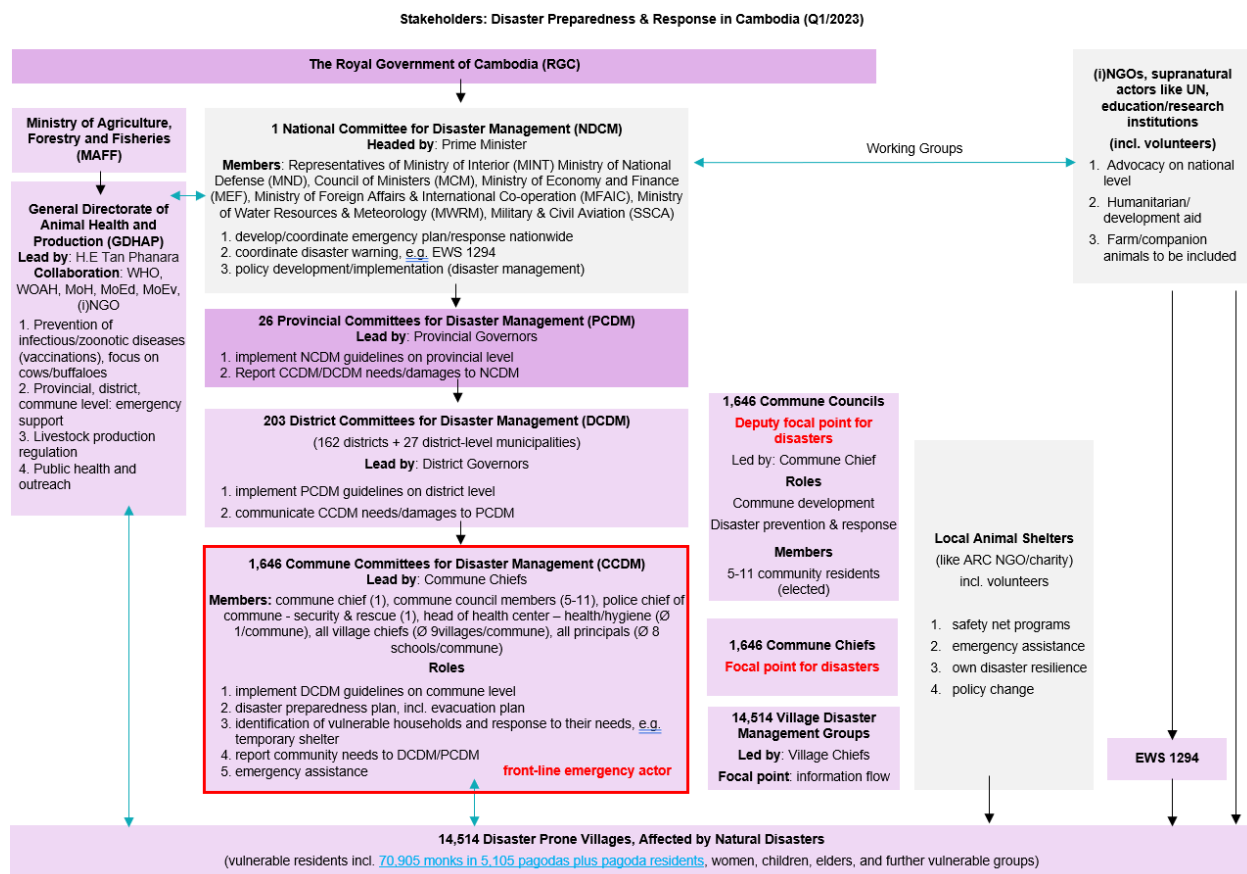 Stakeholders: Disaster Preparedness & Response in Cambodia (Q1/2023)
The Royal Government of Cambodia (RGC)
Ministry of Agriculture,
Forestry and Fisheries
(MAFF)
General Directorate of
Animal Health and
Production (GDHAP)
Lead by: H.E Tan Phanara
Collaboration: WHO,
WOAH, MoH, MoEd, MoEv,
(i)NGO
1. Prevention of
infectious/zoonotic diseases
(vaccinations), focus on
cows/buffaloes
2. Provincial, district,
commune level: emergency
support
3. Livestock production
regulation
4. Public health and
outreach
1 National Committee for Disaster Management (NDCM)
Headed by: Prime Minister
Members: Representatives of Ministry of Interior (MINT) Ministry of National
Defense (MND), Council of Ministers (MCM), Ministry of Economy and Finance
(MEF), Ministry of Foreign Affairs & International Co-operation (MFAIC), Ministry
of Water Resources & Meteorology (MWRM), Military & Civil Aviation (SSCA)
1. develop/coordinate emergency plan/response nationwide
2. coordinate disaster warning, e.g. EWS 1294
3. policy development/implementation (disaster management)
Working Groups
(i)NGOs, supranatural
actors like UN,
education/research
institutions
(incl. volunteers)
1. Advocacy on national
level
2. Humanitarian/
development aid
3. Farm/companion
animals to be included
26 Provincial Committees for Disaster Management (PCDM)
Lead by: Provincial Governors
1. implement NCDM guidelines on provincial level
2. Report CCDM/DCDM needs/damages to NCDM
203 District Committees for Disaster Management (DCDM)
(162 districts + 27 district-level municipalities)
Lead by: District Governors
1. implement PCDM guidelines on district level
2. communicate CCDM needs/damages to PCDM
1,646 Commune Committees for Disaster Management (CCDM)
Lead by: Commune Chiefs
Members: commune chief (1), commune council members (5-11), police chief of
commune - security & rescue (1), head of health center – health/hygiene (Ø
1/commune), all village chiefs (Ø 9villages/commune), all principals (Ø 8
schools/commune)
Roles
1. implement DCDM guidelines on commune level
2. disaster preparedness plan, incl. evacuation plan
3. identification of vulnerable households and response to their needs, e.g.
temporary shelter
4. report community needs to DCDM/PCDM
5. emergency assistance
front-line emergency actor
1,646 Commune Councils
Deputy focal point for
disasters
Led by: Commune Chief
Roles
Commune development
Disaster prevention & response
Members
5-11 community residents
(elected)
1,646 Commune Chiefs
Focal point for disasters
14,514 Village Disaster
Management Groups
Led by: Village Chiefs
Focal point: information flow
Local Animal Shelters
(like ARC NGO/charity)
incl. volunteers
1. safety net programs
2. emergency assistance
3. own disaster resilience
4. policy change
EWS 1294
14,514 Disaster Prone Villages, Affected by Natural Disasters
(vulnerable residents incl. 70,905 monks in 5,105 pagodas plus pagoda residents, women, children, elders, and further vulnerable groups)